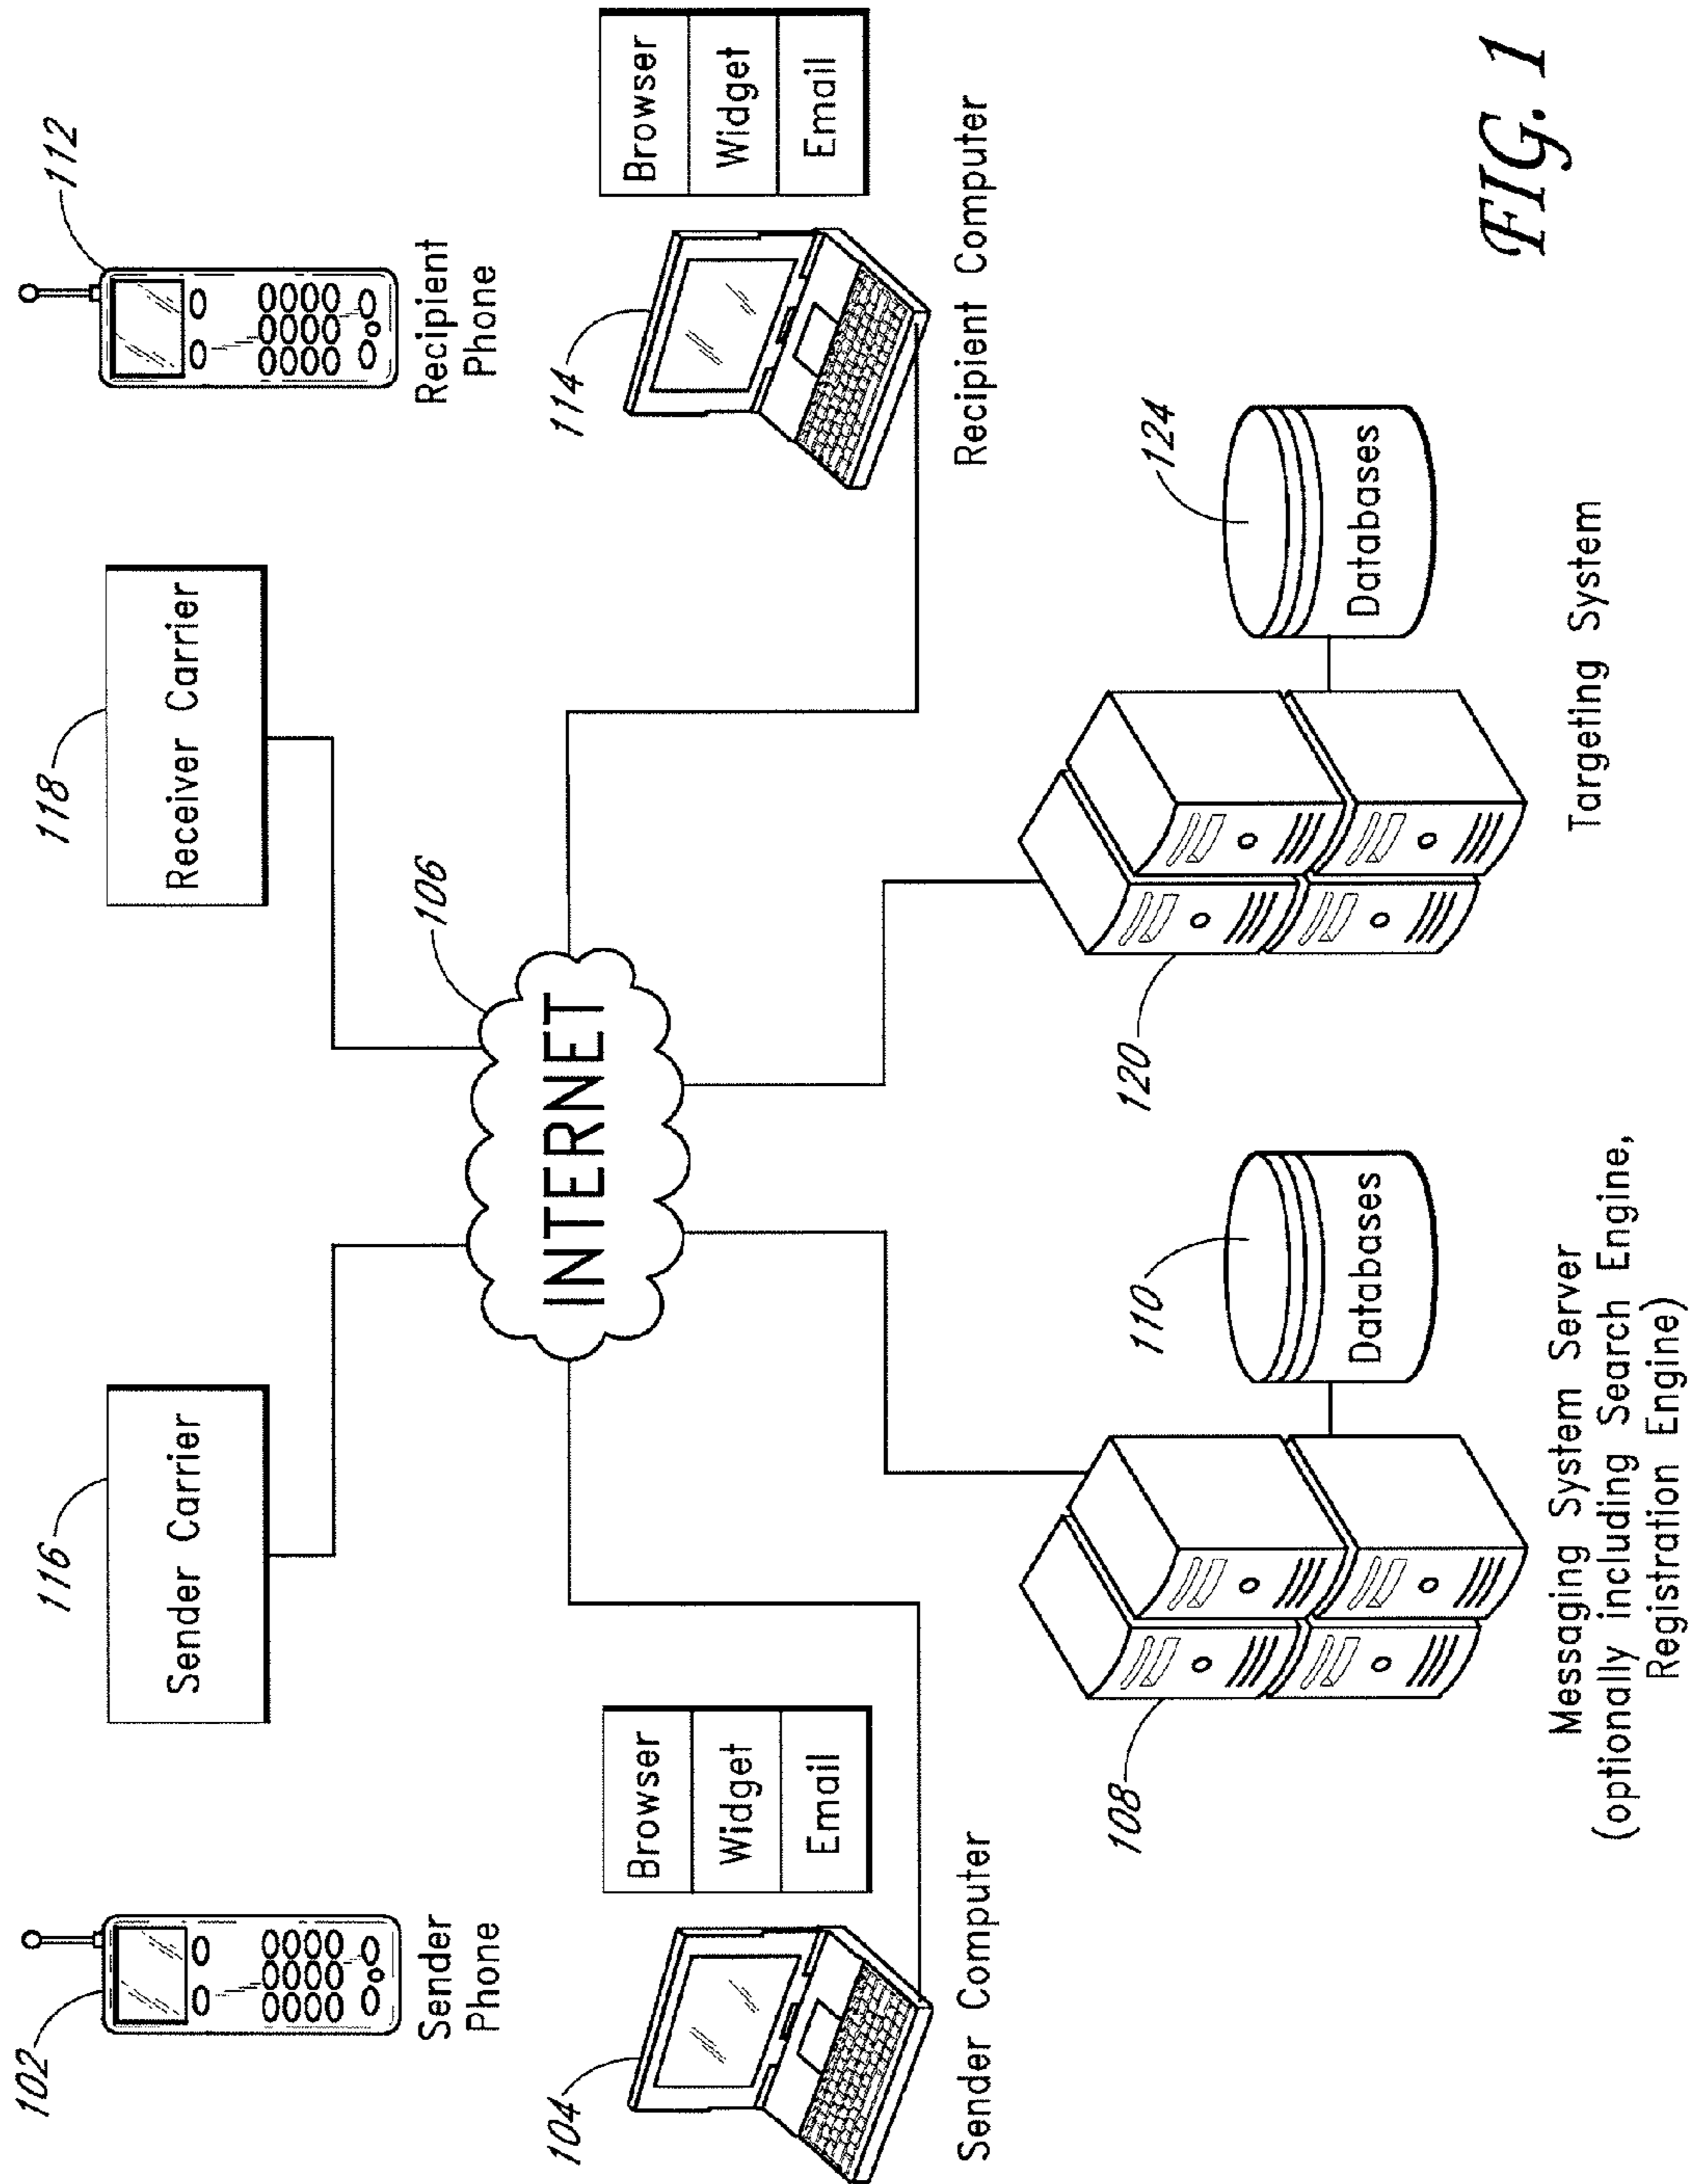 102
Sender
Phone
116
Sender Carrier
118
Receiver Carrier
112
Recipient
Phone
104
Browser
Widget
Email
Sender Computer
106
INTERNET
114
Browser
Widget
Email
Recipient Computer
108
110
Databases
Messaging System Server
(optionally including Search Engine,
Registration Engine)
120
124
Databases
Targeting System
FIG. 1